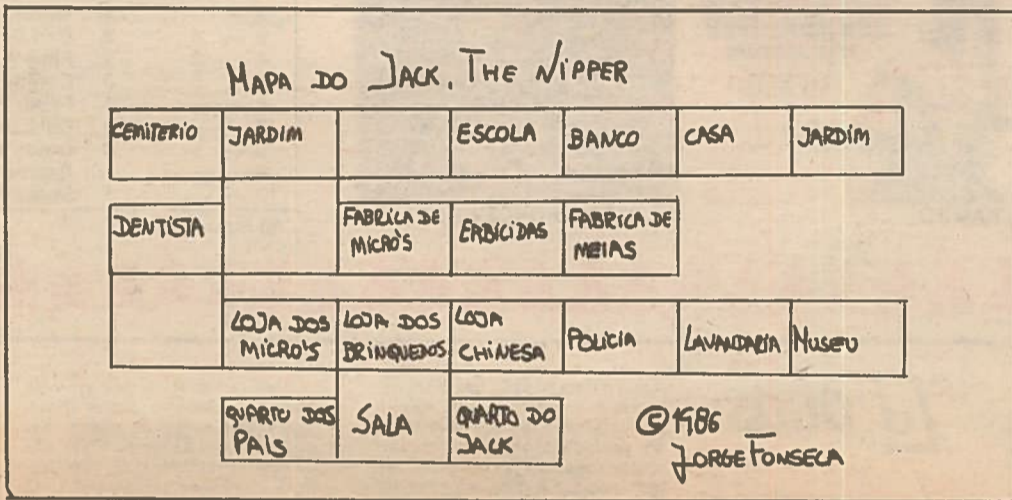 MAPA DO JACK, THE NIPPER
CEMITERIO JARDIM ESCOLA BANCO CASA JARDIM
DENTISTA
FABRICA DE
MICRO'S
ERBICIDAS
FABRICA DE
MEIAS
LOJA DOS
MICRO'S
LOJA DOS
BRINQUEDOS
LOJA
CHINESA
POLICIA
LAVANDARIA
MUSEU
QUARTO DOS
PAIS
SALA
QUARTO DO
JACK
© 1986
JORGE FONSECA